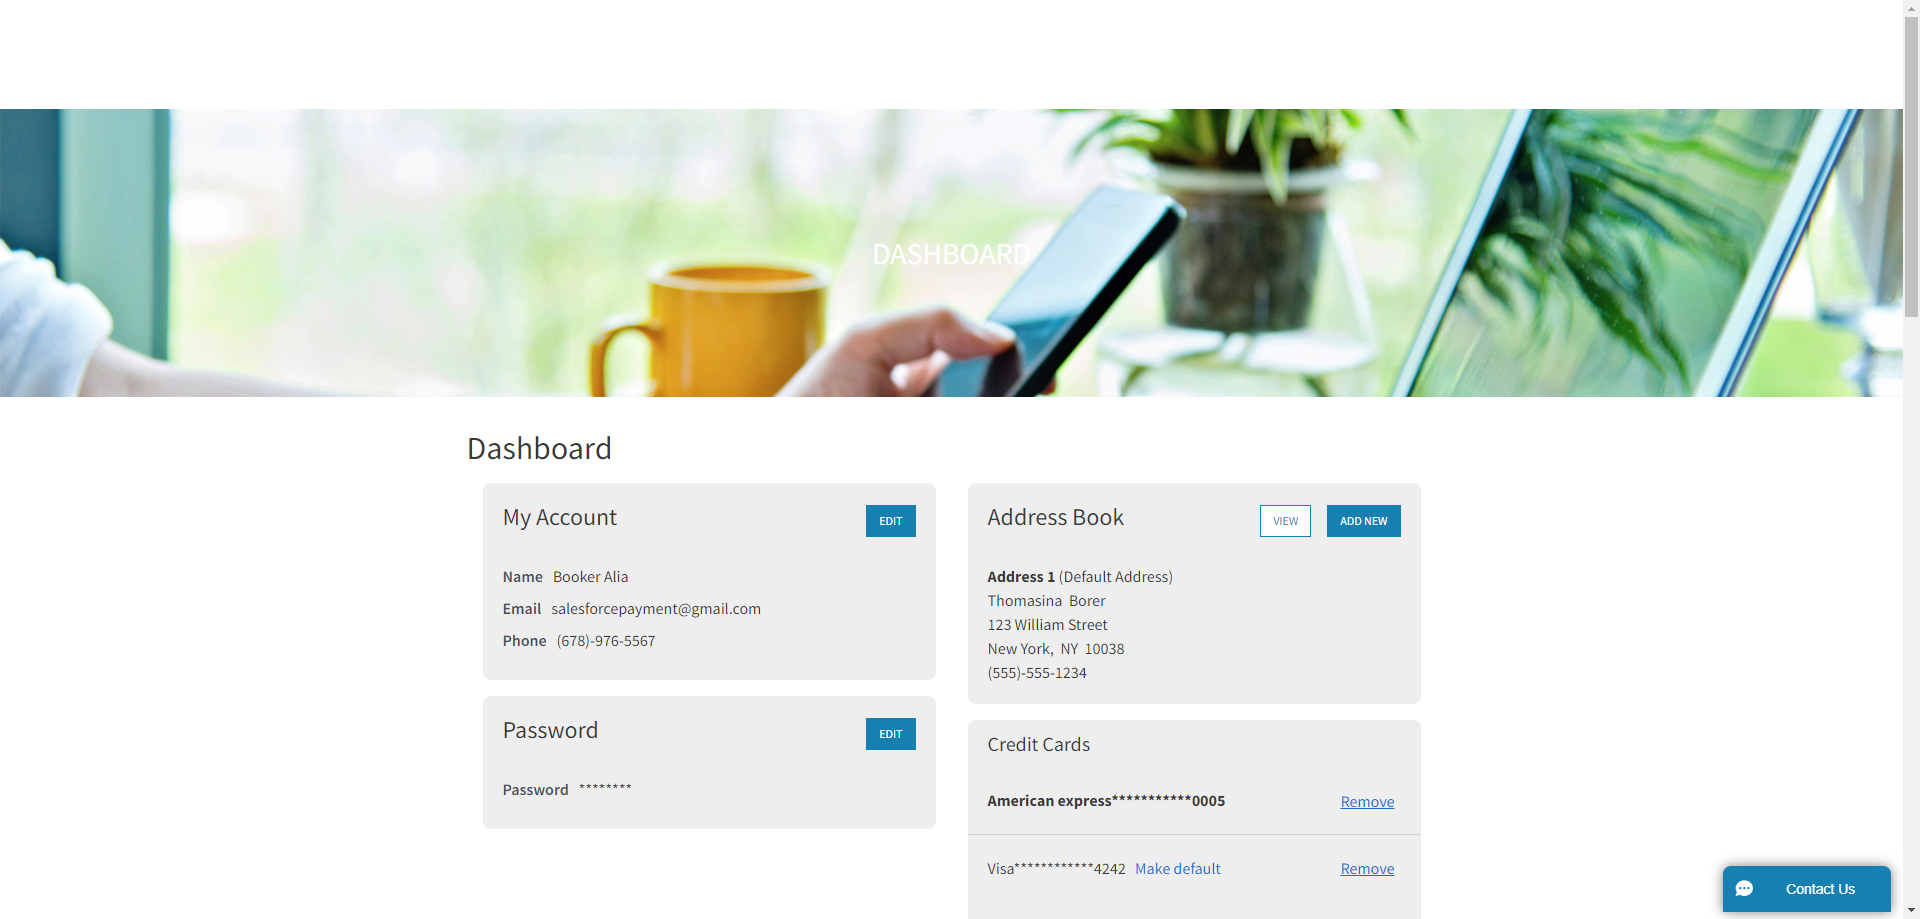 DASHBOARD
Dashboard
My Account
EDIT
Name Booker Alia
Email salesforcepayment@gmail.com
Phone (678)-976-5567
Password
EDIT
Password ********
Address Book
VIEW
ADD NEW
Address 1 (Default Address)
Thomasina Borer
123 William Street
New York, NY 10038
(555)-555-1234
Credit Cards
American express***********0005
Remove
Visa************4242 Make default
Remove
Contact Us